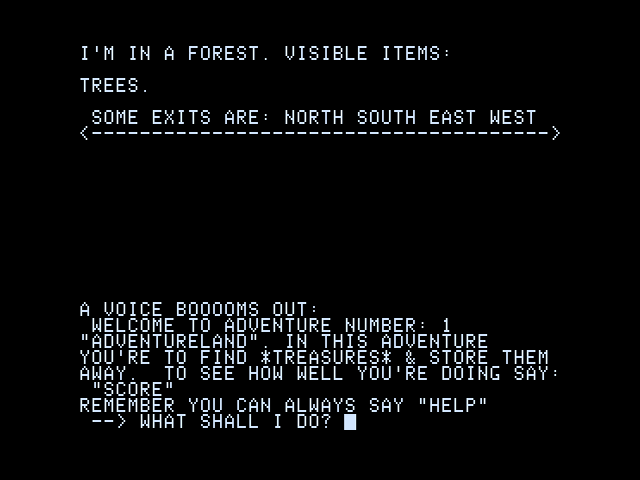 I'M IN A FOREST. VISIBLE ITEMS:
TREES.
SOME EXITS ARE: NORTH SOUTH EAST WEST
<-------------------------------------->
A VOICE BOOOOMS OUT:
WELCOME TO ADVENTURE NUMBER: 1
"ADVENTURELAND". IN THIS ADVENTURE
YOU'RE TO FIND *TREASURES* & STORE THEM
AWAY. TO SEE HOW WELL YOU'RE DOING SAY:
"SCORE"
REMEMBER YOU CAN ALWAYS SAY "HELP"
--> WHAT SHALL I DO?